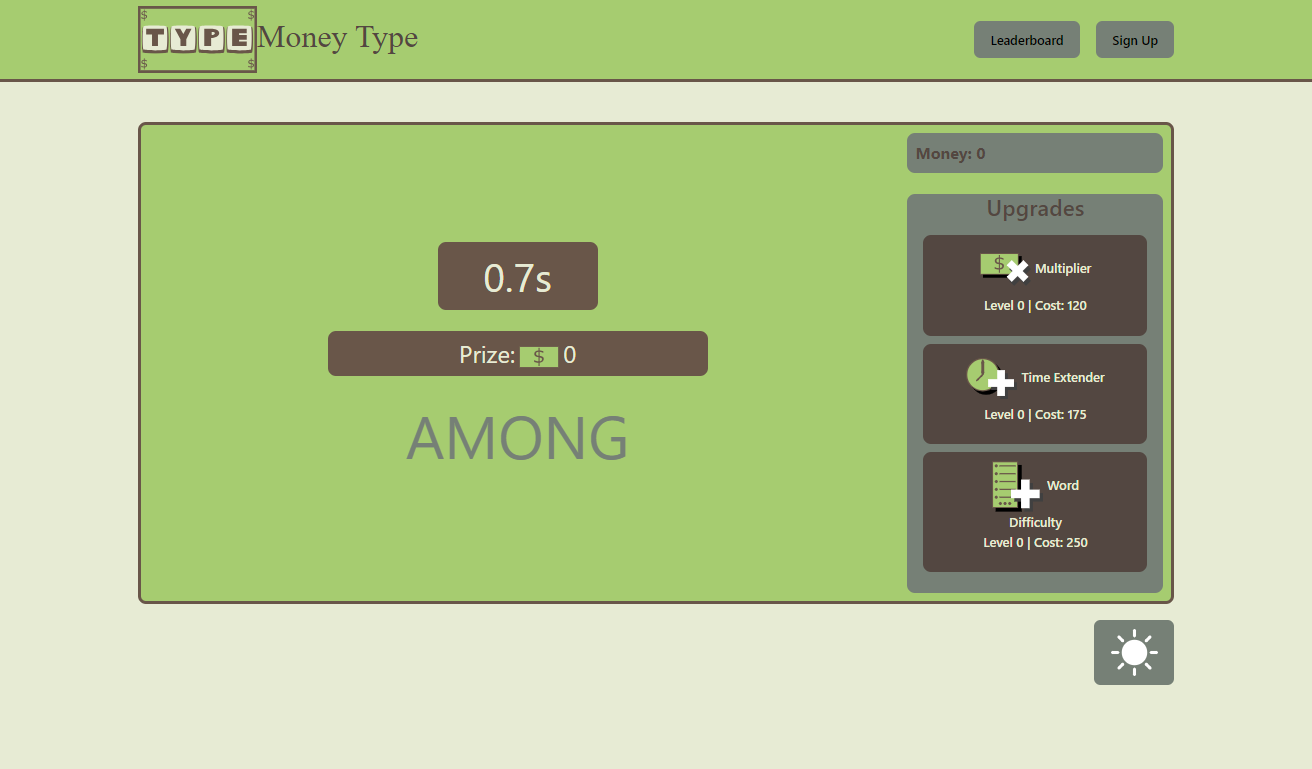 $ $
TYPE
$ $
Money Type
Leaderboard
Sign Up
0.7s
Prize: $ 0
AMONG
Money: 0
Upgrades
$
Multiplier
Level 0 | Cost: 120
Time Extender
Level 0 | Cost: 175
Word
Difficulty
Level 0 | Cost: 250